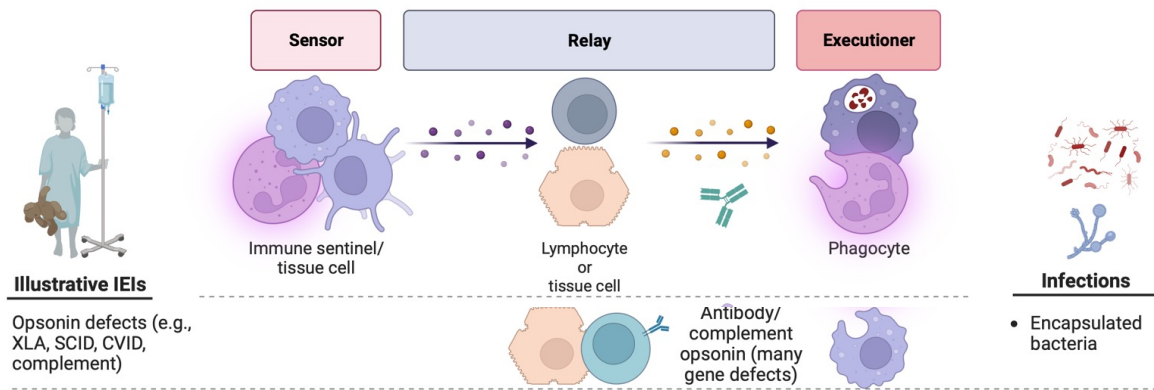 Sensor
Relay
Executioner
Immune sentinel/
tissue cell
Lymphocyte
or
tissue cell
Phagocyte
Illustrative IEIs
Infections
Opsonin defects (e.g.,
XLA, SCID, CVID,
complement)
Antibody/
complement
opsonin (many
gene defects)
• Encapsulated
bacteria